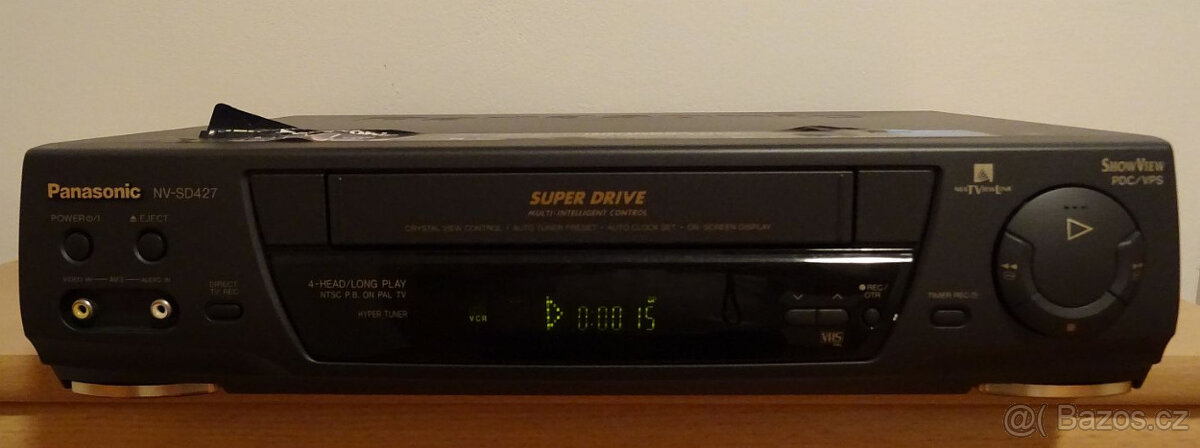 Panasonic NV-SD427
POWER ⏻/I ⏏ EJECT
VIDEO IN AV3 AUDIO IN
DIRECT
TV REC
SUPER DRIVE
MULTI-INTELLIGENT CONTROL
CRYSTAL VIEW CONTROL • AUTO TUNER PRESET • AUTO CLOCK SET • ON-SCREEN DISPLAY
4-HEAD/LONG PLAY
NTSC P.B. ON PAL TV
HYPER TUNER
VCR
0:00 15
REC/
OTR
VHS
TIMER REC
SHOWVIEW
PDC/VPS
@( Bazos.cz